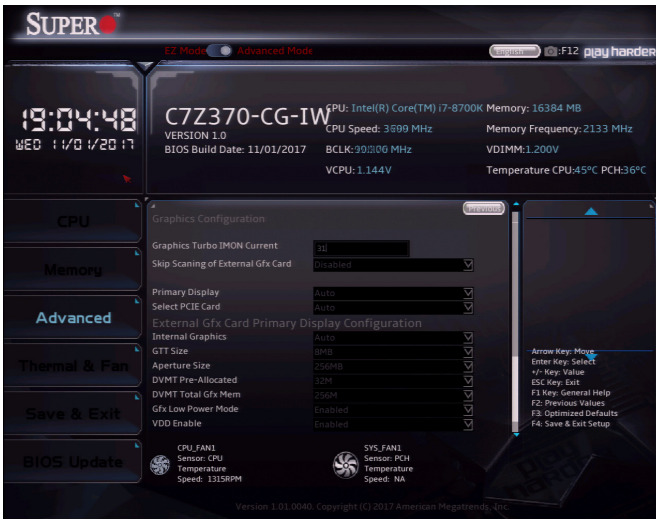 SUPER
EZ Mode Advanced Mode
English :F12 play harder
19:04:48
WED 11/01/2017
C7Z370-CG-IW
VERSION 1.0
BIOS Build Date: 11/01/2017
CPU: Intel(R) Core(TM) i7-8700K
CPU Speed: 3699 MHz
BCLK: MHz
VCPU: 1.144V
Memory: 16384 MB
Memory Frequency: 2133 MHz
VDIMM:1.200V
Temperature CPU:45°C PCH:36°C
CPU
Memory
Advanced
Thermal & Fan
Save & Exit
BIOS Update
Previous
Graphics Configuration
Graphics Turbo IMON Current 31
Skip Scaning of External Gfx Card Disabled
Primary Display Auto
Select PCIE Card Auto
External Gfx Card Primary Display Configuration
Internal Graphics Auto
GTT Size 8MB
Aperture Size 256MB
DVMT Pre-Allocated 32M
DVMT Total Gfx Mem 256M
Gfx Low Power Mode Enabled
VDD Enable Enabled
Arrow Key: Move
Enter Key: Select
+/- Key: Value
ESC Key: Exit
F1 Key: General Help
F2: Previous Values
F3: Optimized Defaults
F4: Save & Exit Setup
CPU_FAN1
Sensor: CPU
Temperature
Speed: 1315RPM
SYS_FAN1
Sensor: PCH
Temperature
Speed: NA
Version 1.01.0040. Copyright (C) 2017 American Megatrends, Inc.